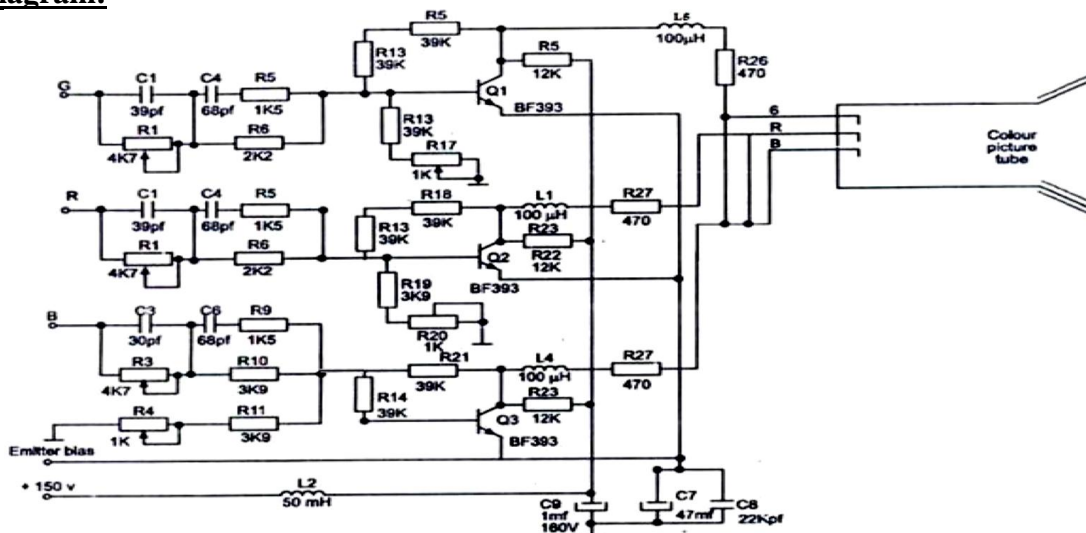 agram:
R5
39K
L5
100µH
R13
39K
R5
12K
R26
470
G
C1
39pf
C4
68pf
R5
1K5
Q1
BF393
R1
4K7
R6
2K2
R13
39K
R17
1K
6
R
B
Colour
picture
tube
R
C1
39pf
C4
68pf
R5
1K5
R18
39K
L1
100 µH
R27
470
R13
39K
R23
R22
12K
R1
4K7
R6
2K2
Q2
BF393
R19
3K9
R20
1K
B
C3
30pf
C6
68pf
R9
1K5
R21
39K
L4
100 µH
R27
470
R3
4K7
R10
3K9
R14
39K
R23
12K
Q3
BF393
R4
1K
R11
3K9
Emitter bias
+ 150 v
L2
50 mH
C9
1mf
160V
C7
47mf
C8
22Kpf